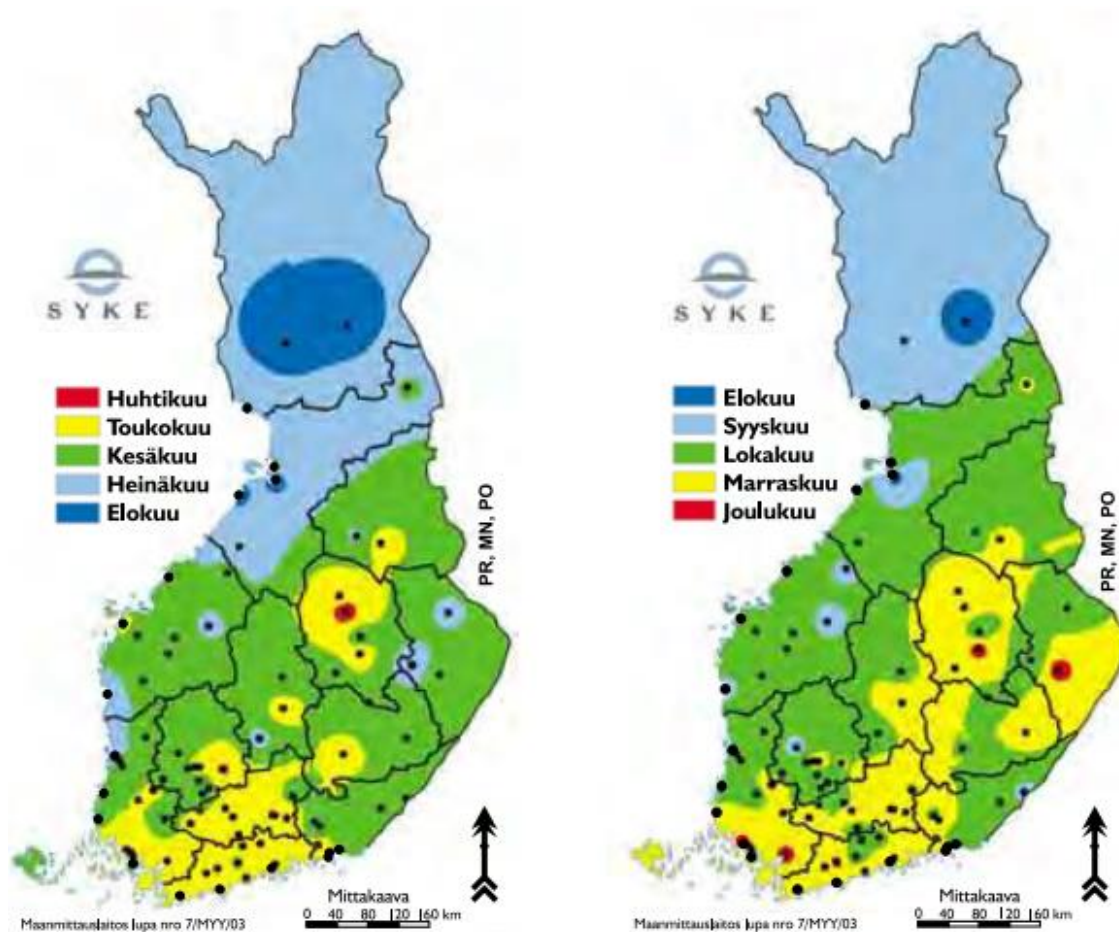 SYKE
Huhtikuu
Toukokuu
Kesäkuu
Heinäkuu
Elokuu
PR, MN, PO
Mittakaava
0 40 80 120 160 km
Maanmittauslaitos lupa nro 7/MYY/03
SYKE
Elokuu
Syyskuu
Lokakuu
Marraskuu
Joulukuu
PR, MN, PO
Mittakaava
0 40 80 120 160 km
Maanmittauslaitos lupa nro 7/MYY/03